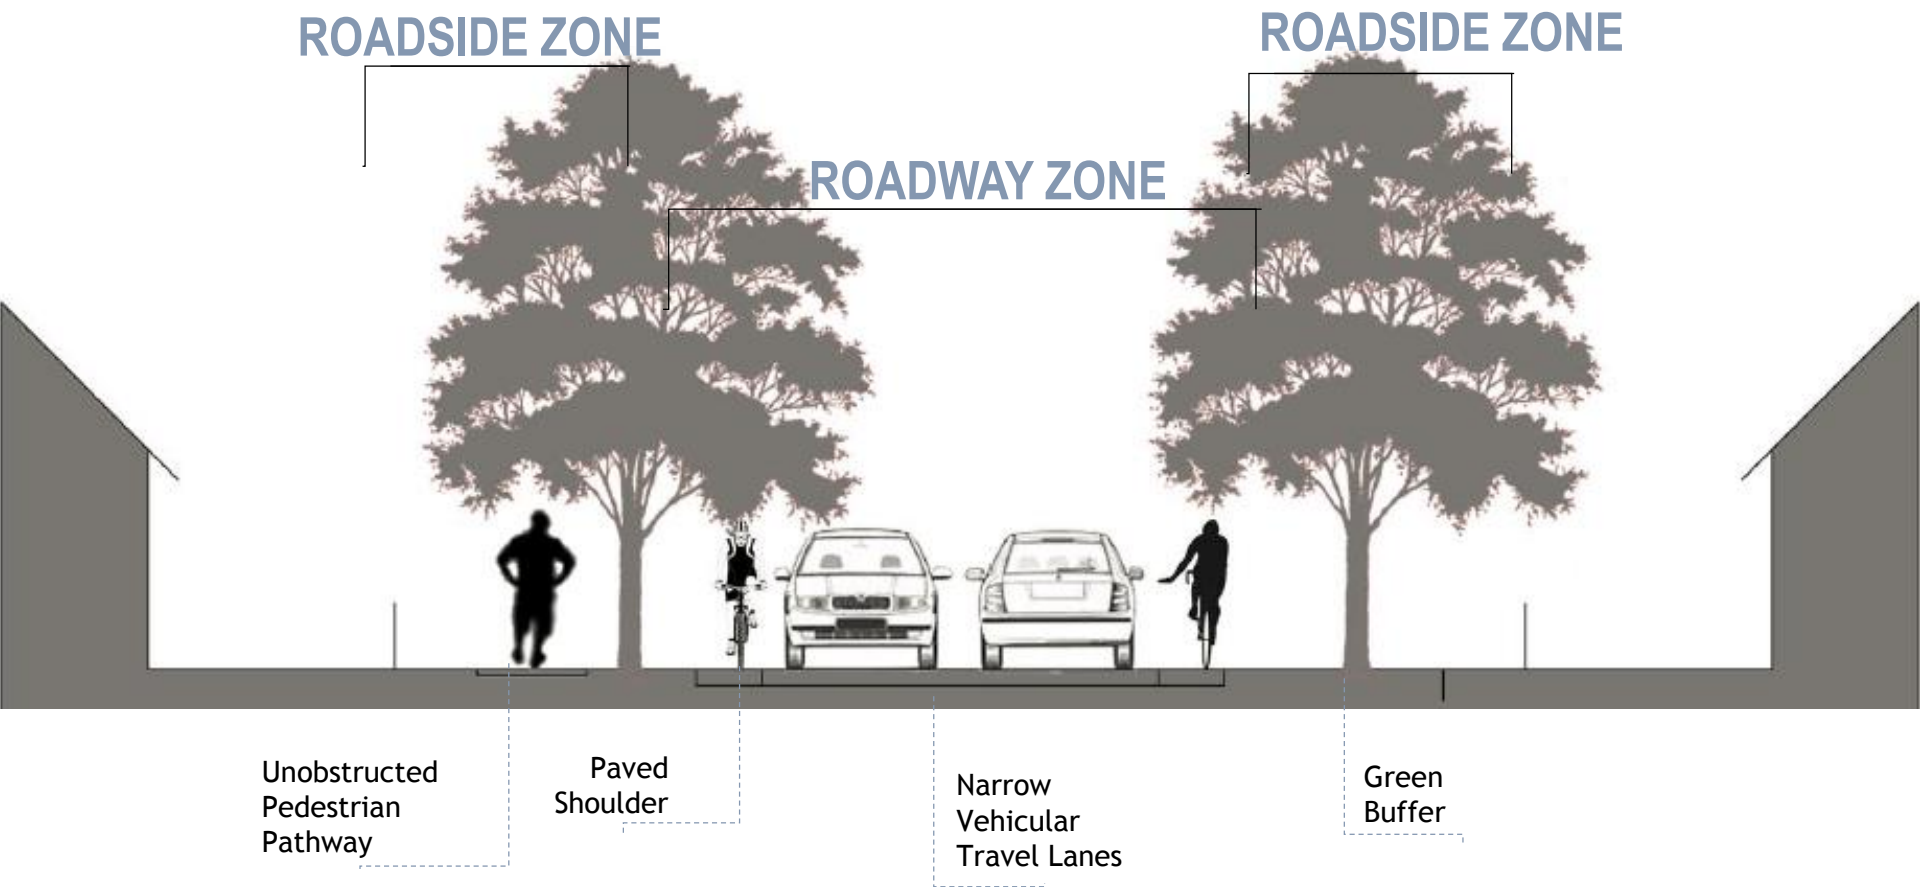 ROADSIDE ZONE
ROADSIDE ZONE
ROADWAY ZONE
Unobstructed
Pedestrian
Pathway
Paved
Shoulder
Narrow
Vehicular
Travel Lanes
Green
Buffer